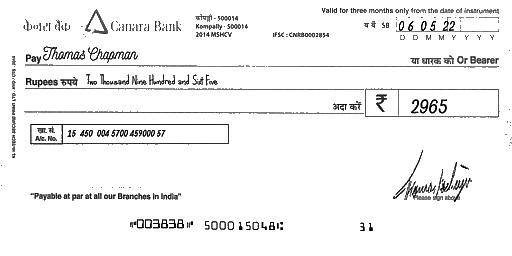 Valid for three months only from the date of instrument
केनरा बैंक Canara Bank
कोंपल्ली - 500014
Kompally - 500014
2014 MSHCV
IFSC : CNRB0002854
SB 06 05 22
D D M M Y Y Y Y
Pay Thomas Chapman या धारक को Or Bearer
Rupees रुपये Two Thousand Nine Hundred and Sixt Five
अदा करें ₹ 2965
खा. सं.
A/c. No. 15 450 004 5700 459000 57
Please sign above
"Payable at par at all our Branches in India"
⑈003838⑈ 500015048⑆ 31